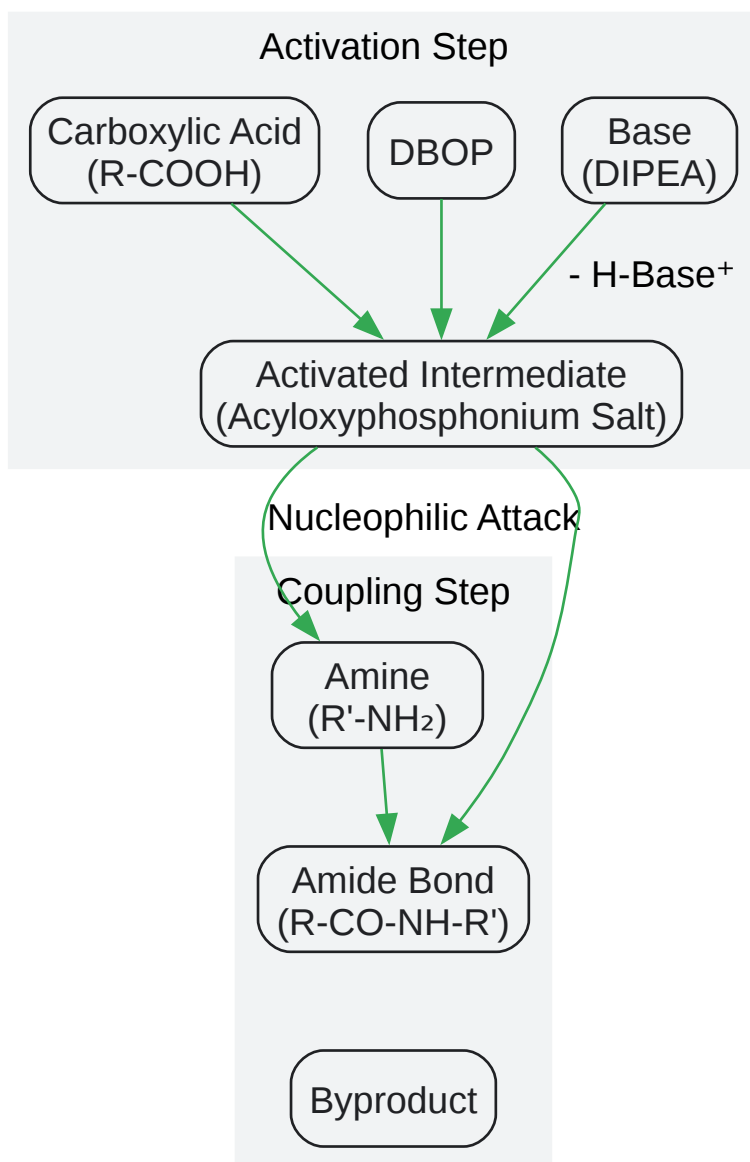 Activation Step
Carboxylic Acid
(R-COOH)
DBOP
Base
(DIPEA)
- H-Base⁺
Activated Intermediate
(Acyloxyphosphonium Salt)
Nucleophilic Attack
Coupling Step
Amine
(R'-NH₂)
Amide Bond
(R-CO-NH-R')
Byproduct